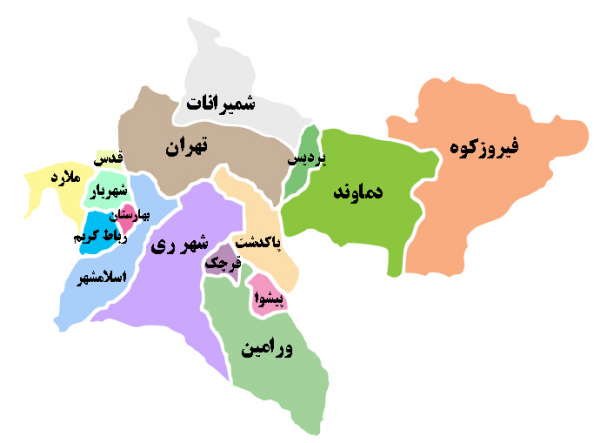 شمیرانات
فیروزکوه
تهران
پردیس
قدس
ملارد
شهریار
دماوند
بهارستان
رباط کریم
شهر ری
پاکدشت
قرچک
اسلامشهر
پیشوا
ورامین